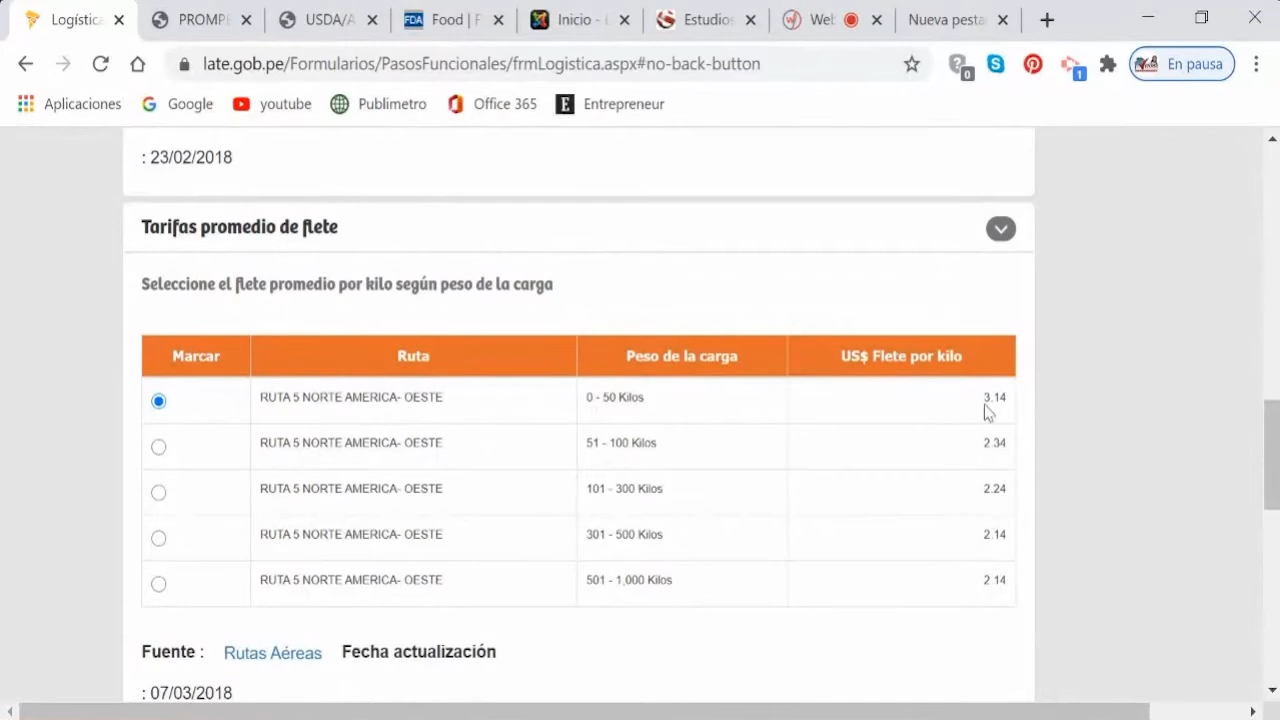 Logística
PROMPE
USDA/A
FDA Food | F
Inicio -
Estudio
Web
Nueva pesta
late.gob.pe/Formularios/PasosFuncionales/frmLogistica.aspx#no-back-button
0
1
En pausa
Aplicaciones
Google
youtube
Publimetro
Office 365
E Entrepreneur
: 23/02/2018
Tarifas promedio de flete
Seleccione el flete promedio por kilo según peso de la carga
Marcar Ruta Peso de la carga US$ Flete por kilo
RUTA 5 NORTE AMERICA- OESTE 0 - 50 Kilos 3.14
RUTA 5 NORTE AMERICA- OESTE 51 - 100 Kilos 2.34
RUTA 5 NORTE AMERICA- OESTE 101 - 300 Kilos 2.24
RUTA 5 NORTE AMERICA- OESTE 301 - 500 Kilos 2.14
RUTA 5 NORTE AMERICA- OESTE 501 - 1,000 Kilos 2.14
Fuente : Rutas Aéreas Fecha actualización
: 07/03/2018